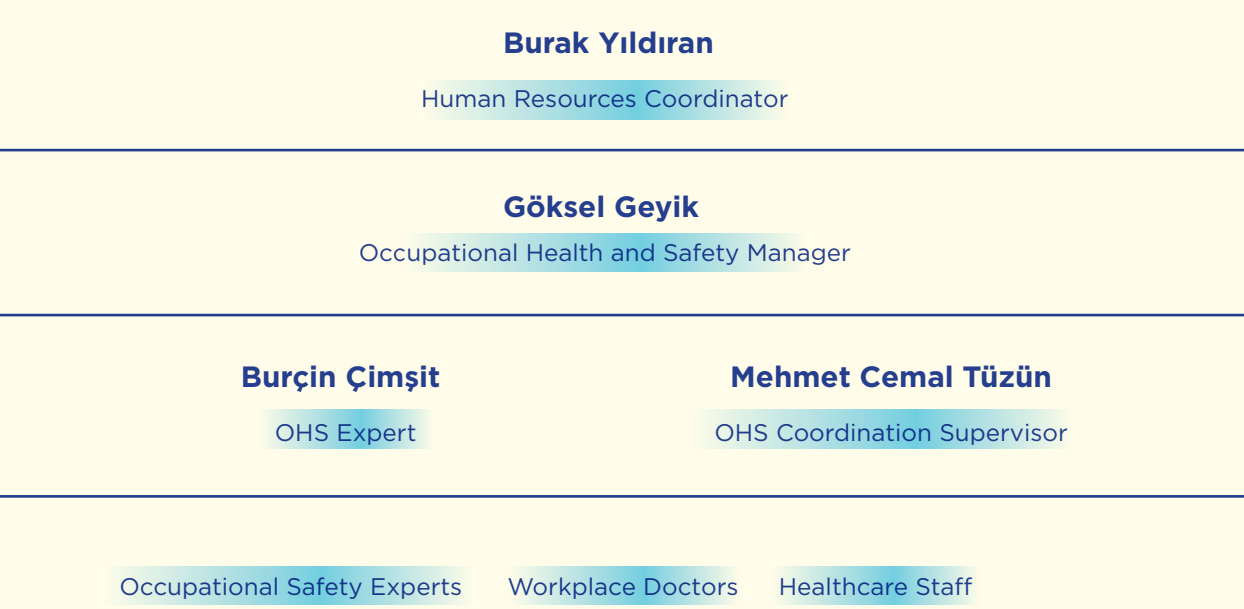 Burak Yıldıran
Human Resources Coordinator
Göksel Geyik
Occupational Health and Safety Manager
Burçin Çimşit
OHS Expert
Mehmet Cemal Tüzün
OHS Coordination Supervisor
Occupational Safety Experts
Workplace Doctors
Healthcare Staff